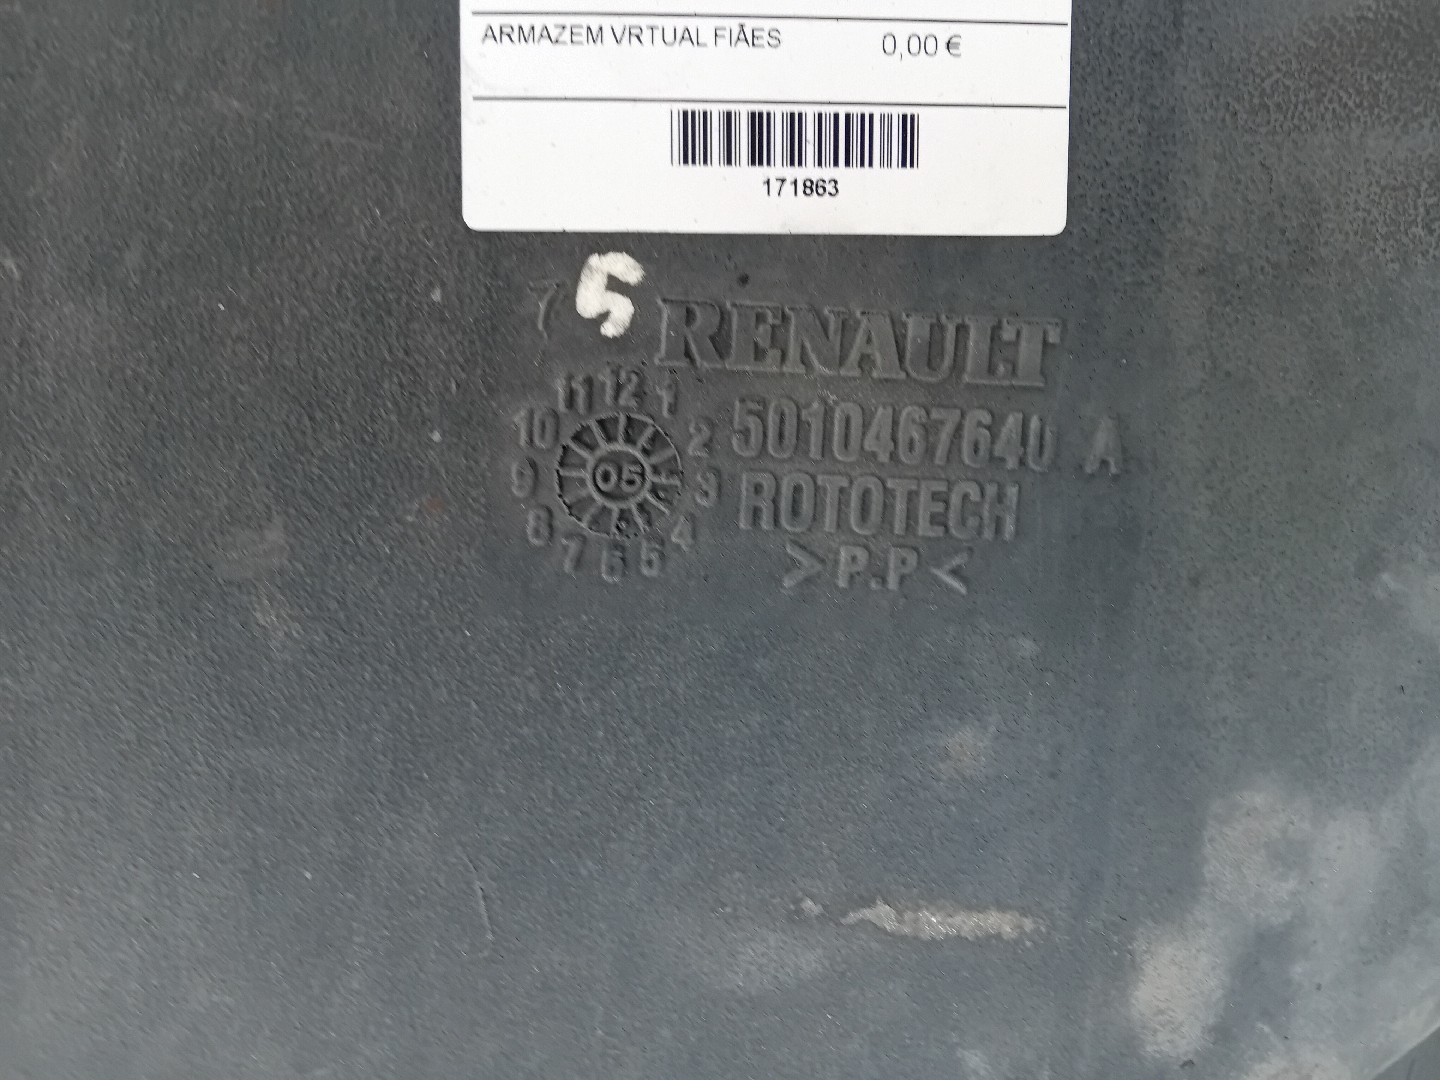 ARMAZEM VRTUAL FIÃES 0,00 €
171863
7 5 RENAULT
11 12 1
10 2 5010467640 A
9 05 3 ROTOTECH
8 4
7 6 5 >P.P<